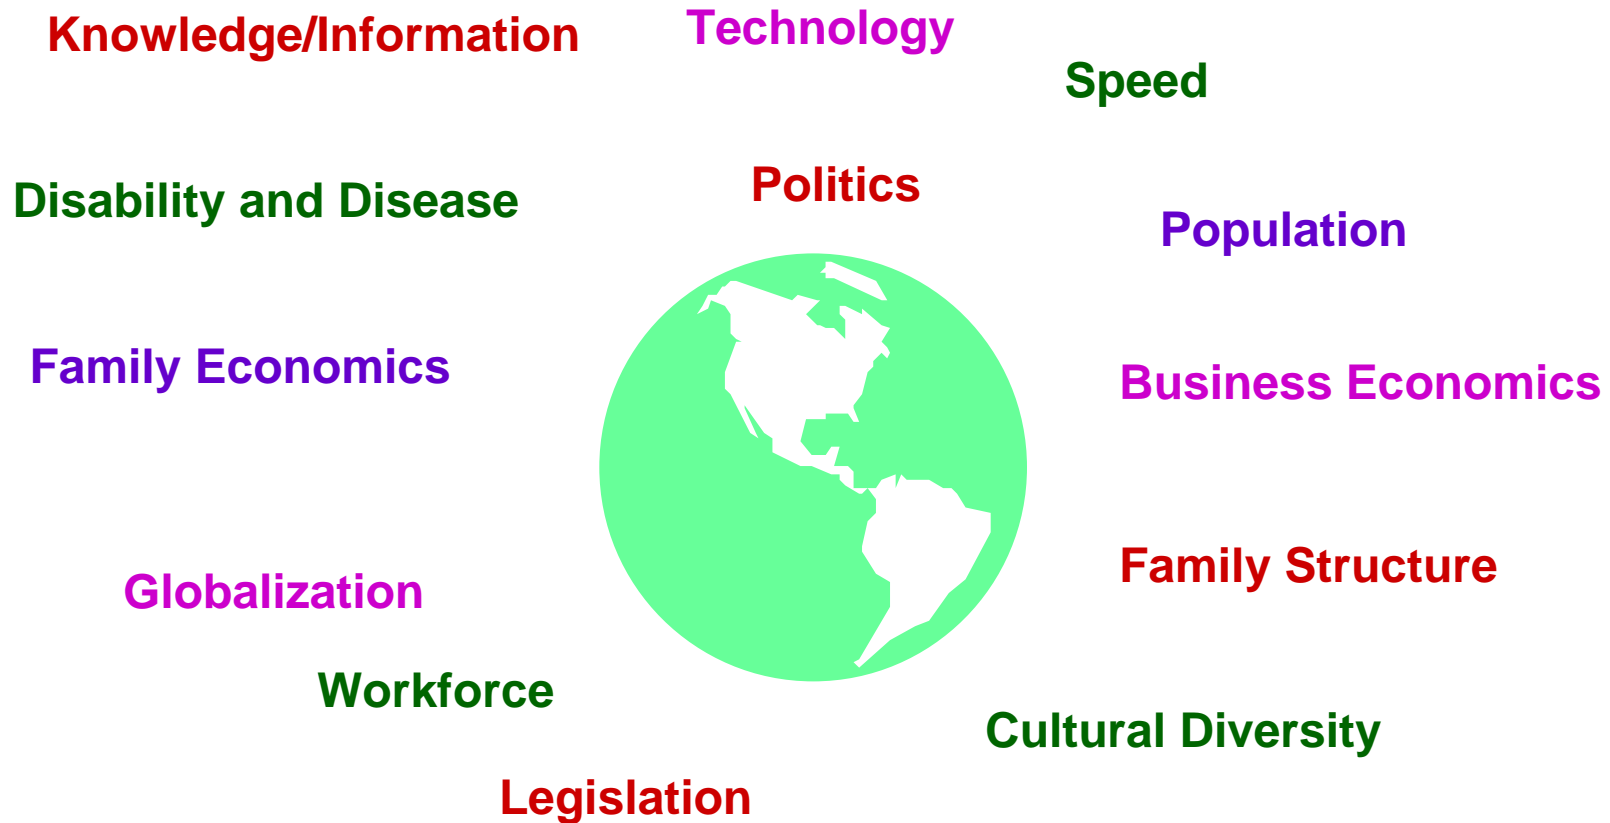 Knowledge/Information
Technology
Speed
Disability and Disease
Politics
Population
Family Economics
Business Economics
Globalization
Family Structure
Workforce
Cultural Diversity
Legislation